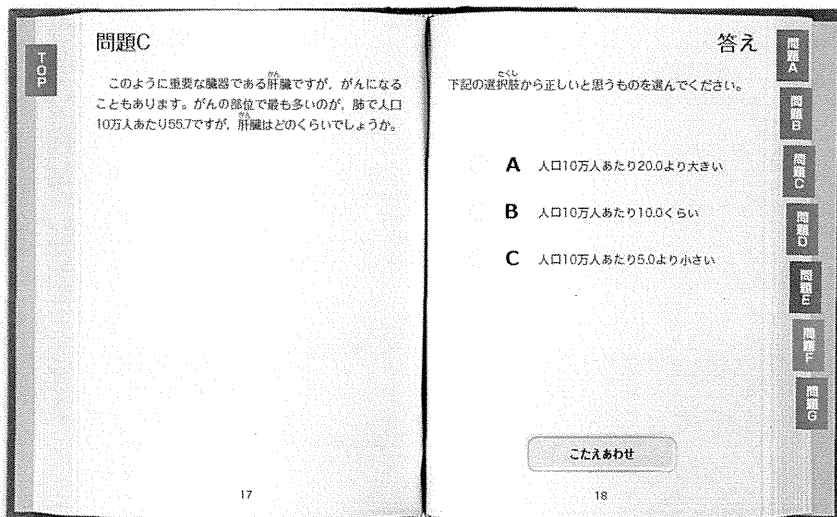 TOP
問題C
このように重要な臓器である肝臓ですが，がんになる
こともあります。がんの部位で最も多いのが，肺で人口
10万人あたり55.7ですが，肝臓はどのくらいでしょうか。
がん
がん
17
答え
下記の選択肢から正しいと思うものを選んでください。
たくし
A 人口10万人あたり20.0より大きい
B 人口10万人あたり10.0くらい
C 人口10万人あたり5.0より小さい
こたえあわせ
18
問題A
問題B
問題C
問題D
問題E
問題F
問題G